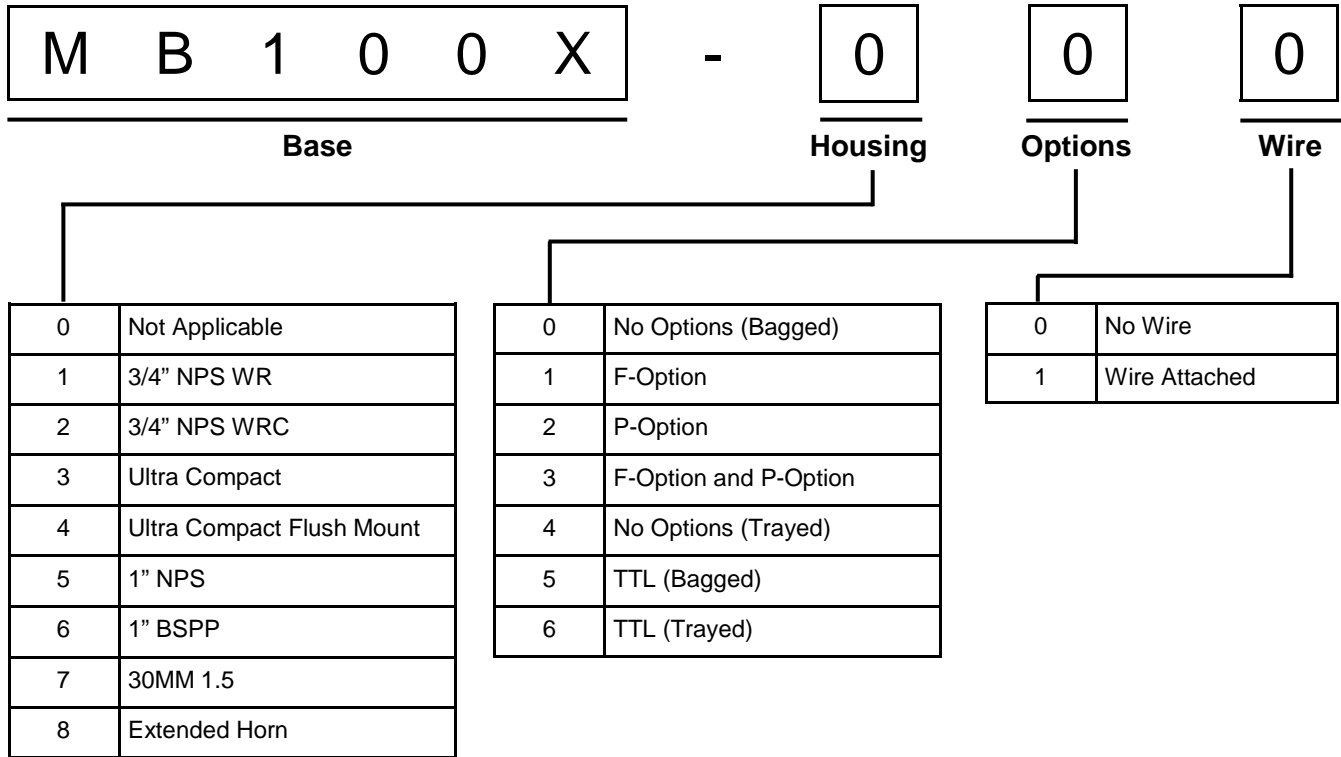 M B 1 0 0 X - 0 0 0
Base Housing Options Wire
0 Not Applicable
1 3/4” NPS WR
2 3/4” NPS WRC
3 Ultra Compact
4 Ultra Compact Flush Mount
5 1” NPS
6 1” BSPP
7 30MM 1.5
8 Extended Horn
0 No Options (Bagged)
1 F-Option
2 P-Option
3 F-Option and P-Option
4 No Options (Trayed)
5 TTL (Bagged)
6 TTL (Trayed)
0 No Wire
1 Wire Attached